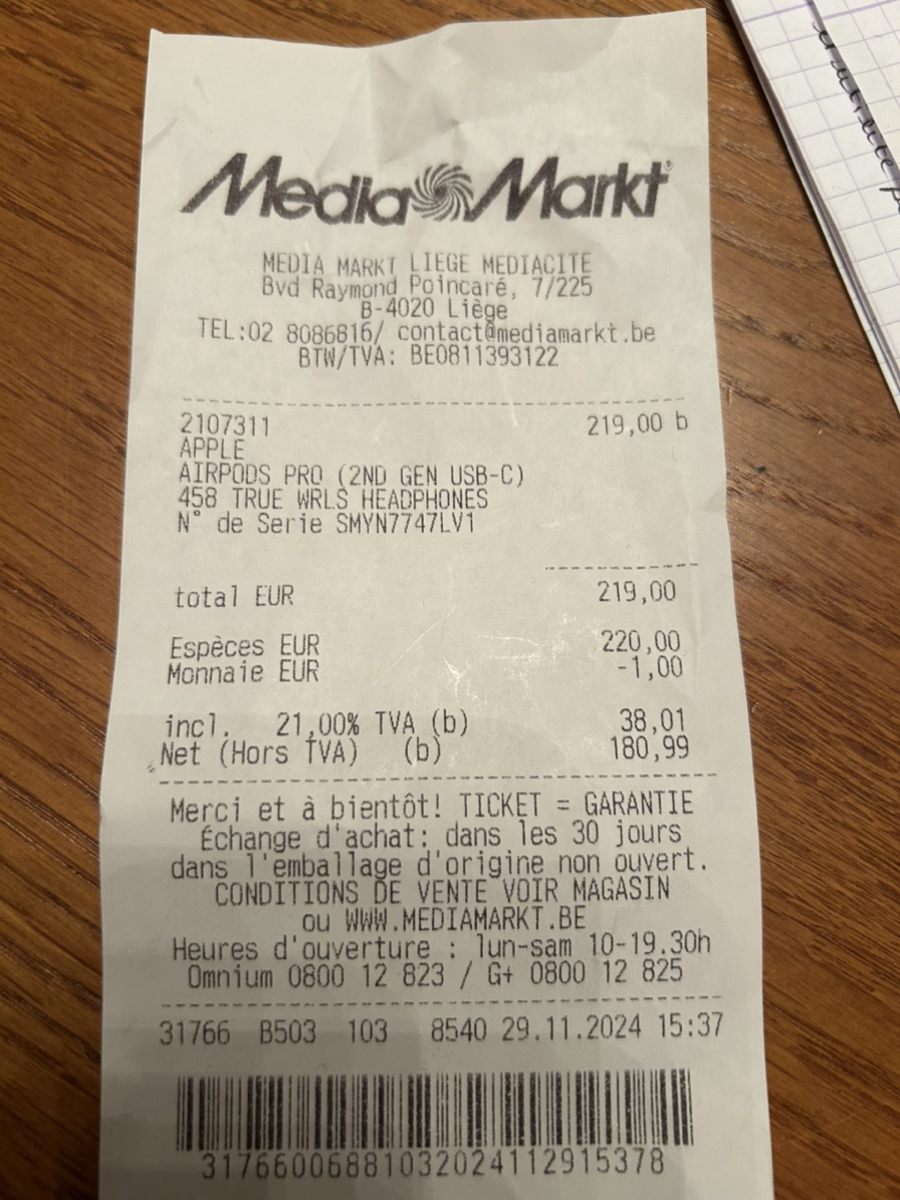 MediaMarkt®
MEDIA MARKT LIEGE MEDIACITE
Bvd Raymond Poincaré, 7/225
B-4020 Liège
TEL:02 8086816/ contact@mediamarkt.be
BTW/TVA: BE0811393122
2107311 219,00 b
APPLE
AIRPODS PRO (2ND GEN USB-C)
458 TRUE WRLS HEADPHONES
N° de Serie SMYN7747LV1
total EUR 219,00
Espèces EUR 220,00
Monnaie EUR -1,00
incl. 21,00% TVA (b) 38,01
Net (Hors TVA) (b) 180,99
Merci et à bientôt! TICKET = GARANTIE
Échange d'achat: dans les 30 jours
dans l'emballage d'origine non ouvert.
CONDITIONS DE VENTE VOIR MAGASIN
ou WWW.MEDIAMARKT.BE
Heures d'ouverture : lun-sam 10-19.30h
Omnium 0800 12 823 / G+ 0800 12 825
31766 B503 103 8540 29.11.2024 15:37
31766006881032024112915378